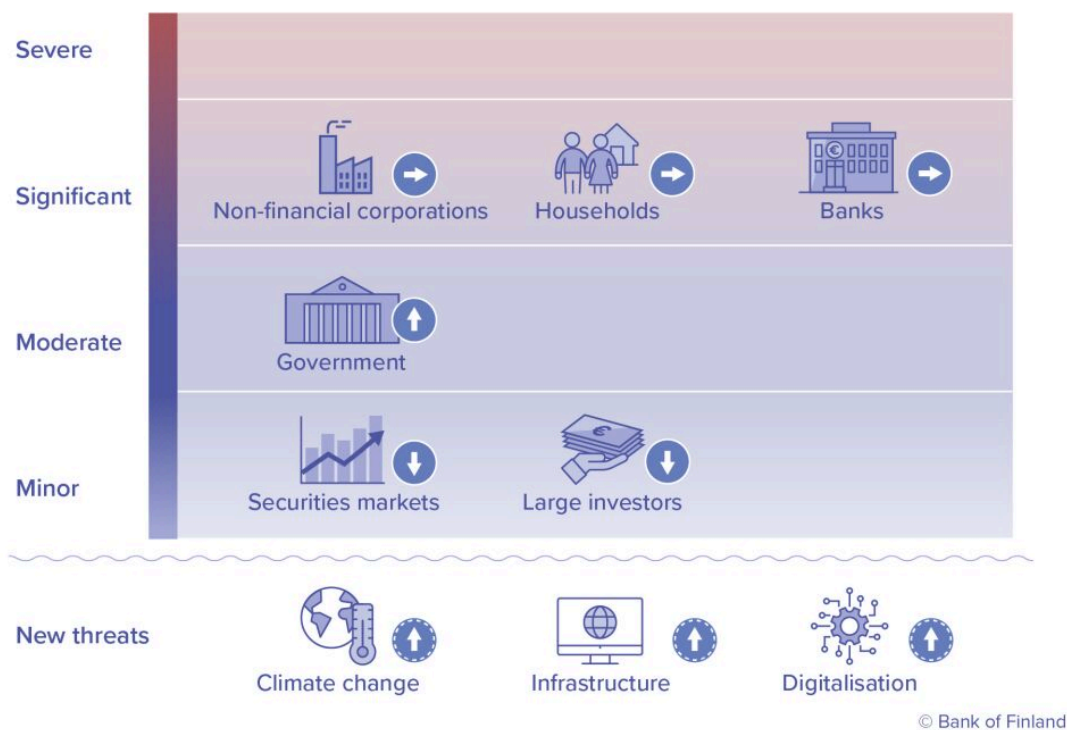 Severe
Significant
Non-financial corporations
Households
€
Banks
Moderate
Government
Minor
Securities markets
€
Large investors
New threats
Climate change
Infrastructure
Digitalisation
© Bank of Finland